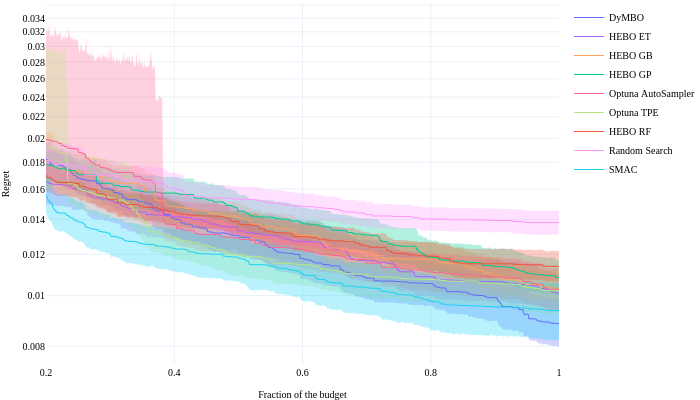 0.034
0.032
0.03
0.028
0.026
0.024
0.022
0.02
0.018
0.016
0.014
0.012
0.01
0.008
Regret
0.2
0.4
0.6
0.8
1
Fraction of the budget
DyMBO
HEBO ET
HEBO GB
HEBO GP
Optuna AutoSampler
Optuna TPE
HEBO RF
Random Search
SMAC